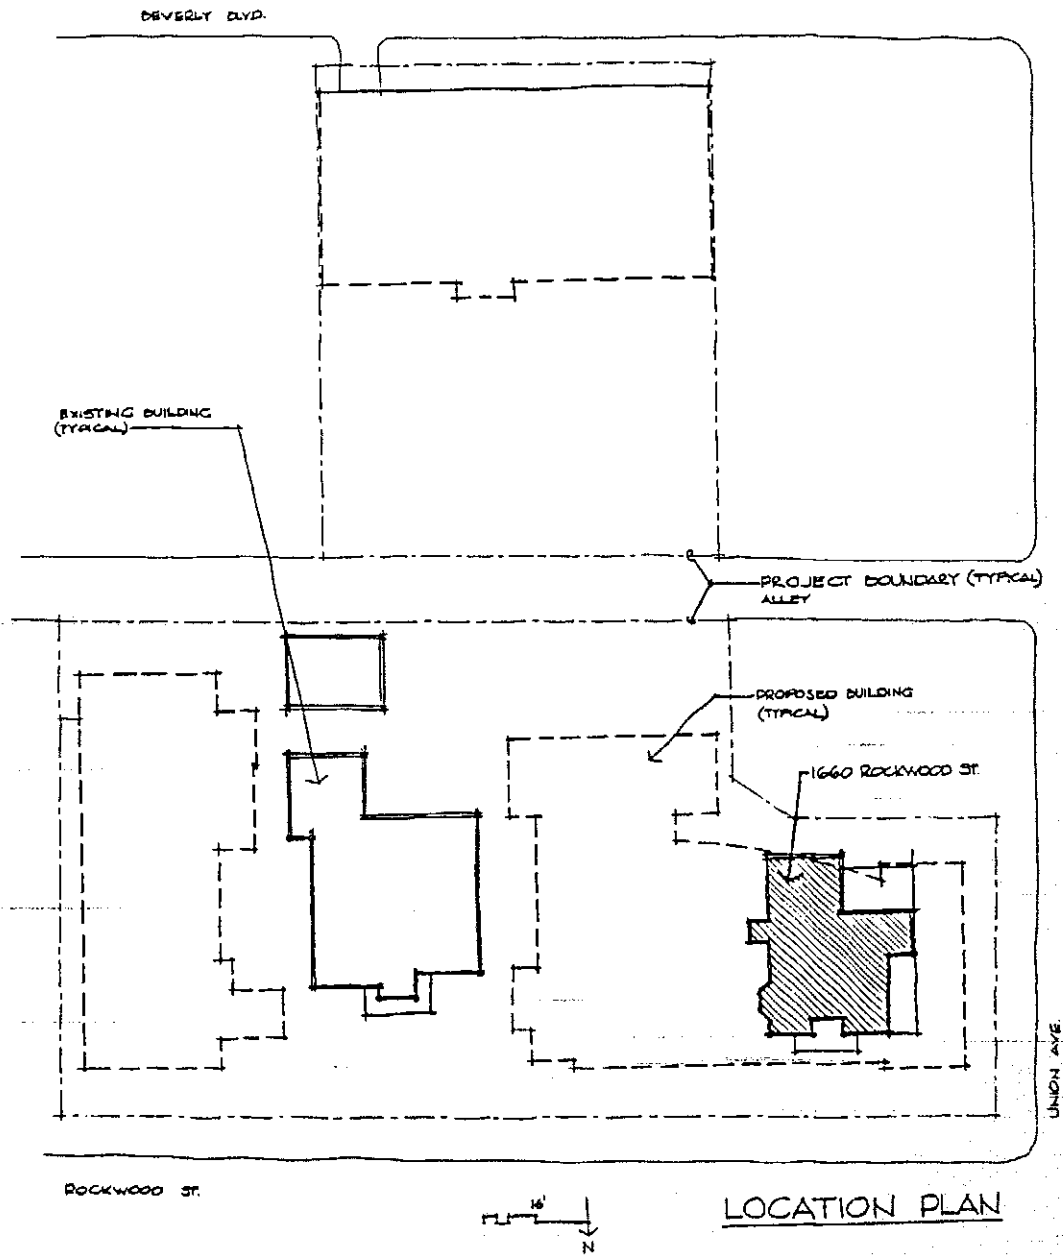 BEVERLY BLVD.
EXISTING BUILDING
(TYPICAL)
PROJECT BOUNDARY (TYPICAL)
ALLEY
PROPOSED BUILDING
(TYPICAL)
1660 ROCKWOOD ST.
UNION AVE.
ROCKWOOD ST.
16'
N
LOCATION PLAN